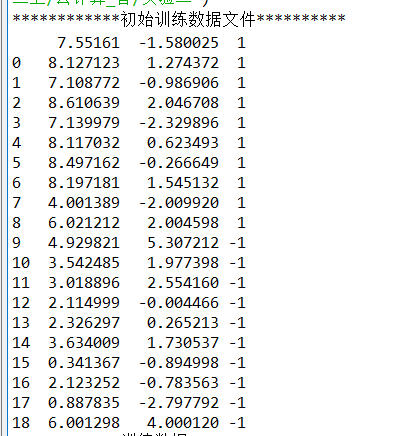 ************初始训练数据文件**********
7.55161 -1.580025 1
0 8.127123 1.274372 1
1 7.108772 -0.986906 1
2 8.610639 2.046708 1
3 7.139979 -2.329896 1
4 8.117032 0.623493 1
5 8.497162 -0.266649 1
6 8.197181 1.545132 1
7 4.001389 -2.009920 1
8 6.021212 2.004598 1
9 4.929821 5.307212 -1
10 3.542485 1.977398 -1
11 3.018896 2.554160 -1
12 2.114999 -0.004466 -1
13 2.326297 0.265213 -1
14 3.634009 1.730537 -1
15 0.341367 -0.894998 -1
16 2.123252 -0.783563 -1
17 0.887835 -2.797792 -1
18 6.001298 4.000120 -1